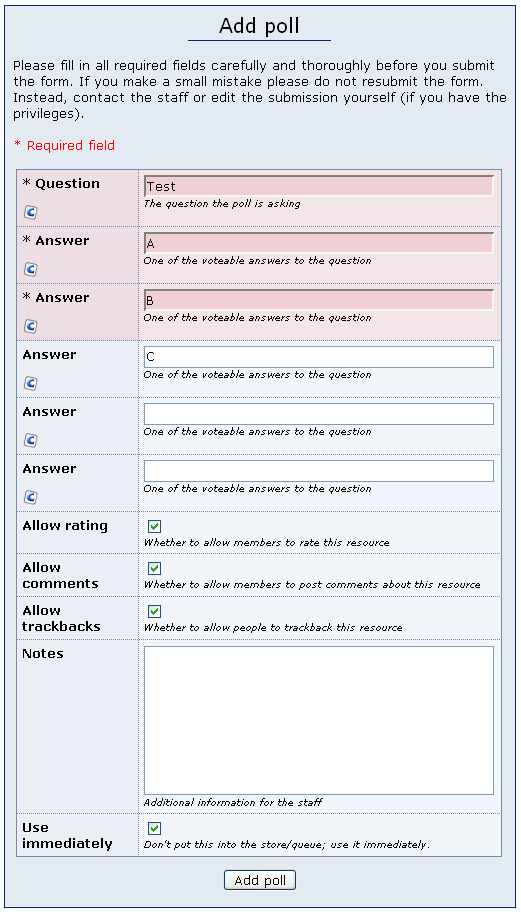 Add poll
Please fill in all required fields carefully and thoroughly before you submit
the form. If you make a small mistake please do not resubmit the form.
Instead, contact the staff or edit the submission yourself (if you have the
privileges).
* Required field
* Question
Test
The question the poll is asking
* Answer
A
One of the voteable answers to the question
* Answer
B
One of the voteable answers to the question
Answer
C
One of the voteable answers to the question
Answer
One of the voteable answers to the question
Answer
One of the voteable answers to the question
Allow rating
Whether to allow members to rate this resource
Allow
comments
Whether to allow members to post comments about this resource
Allow
trackbacks
Whether to allow people to trackback this resource
Notes
Additional information for the staff
Use
immediately
Don't put this into the store/queue; use it immediately.
Add poll